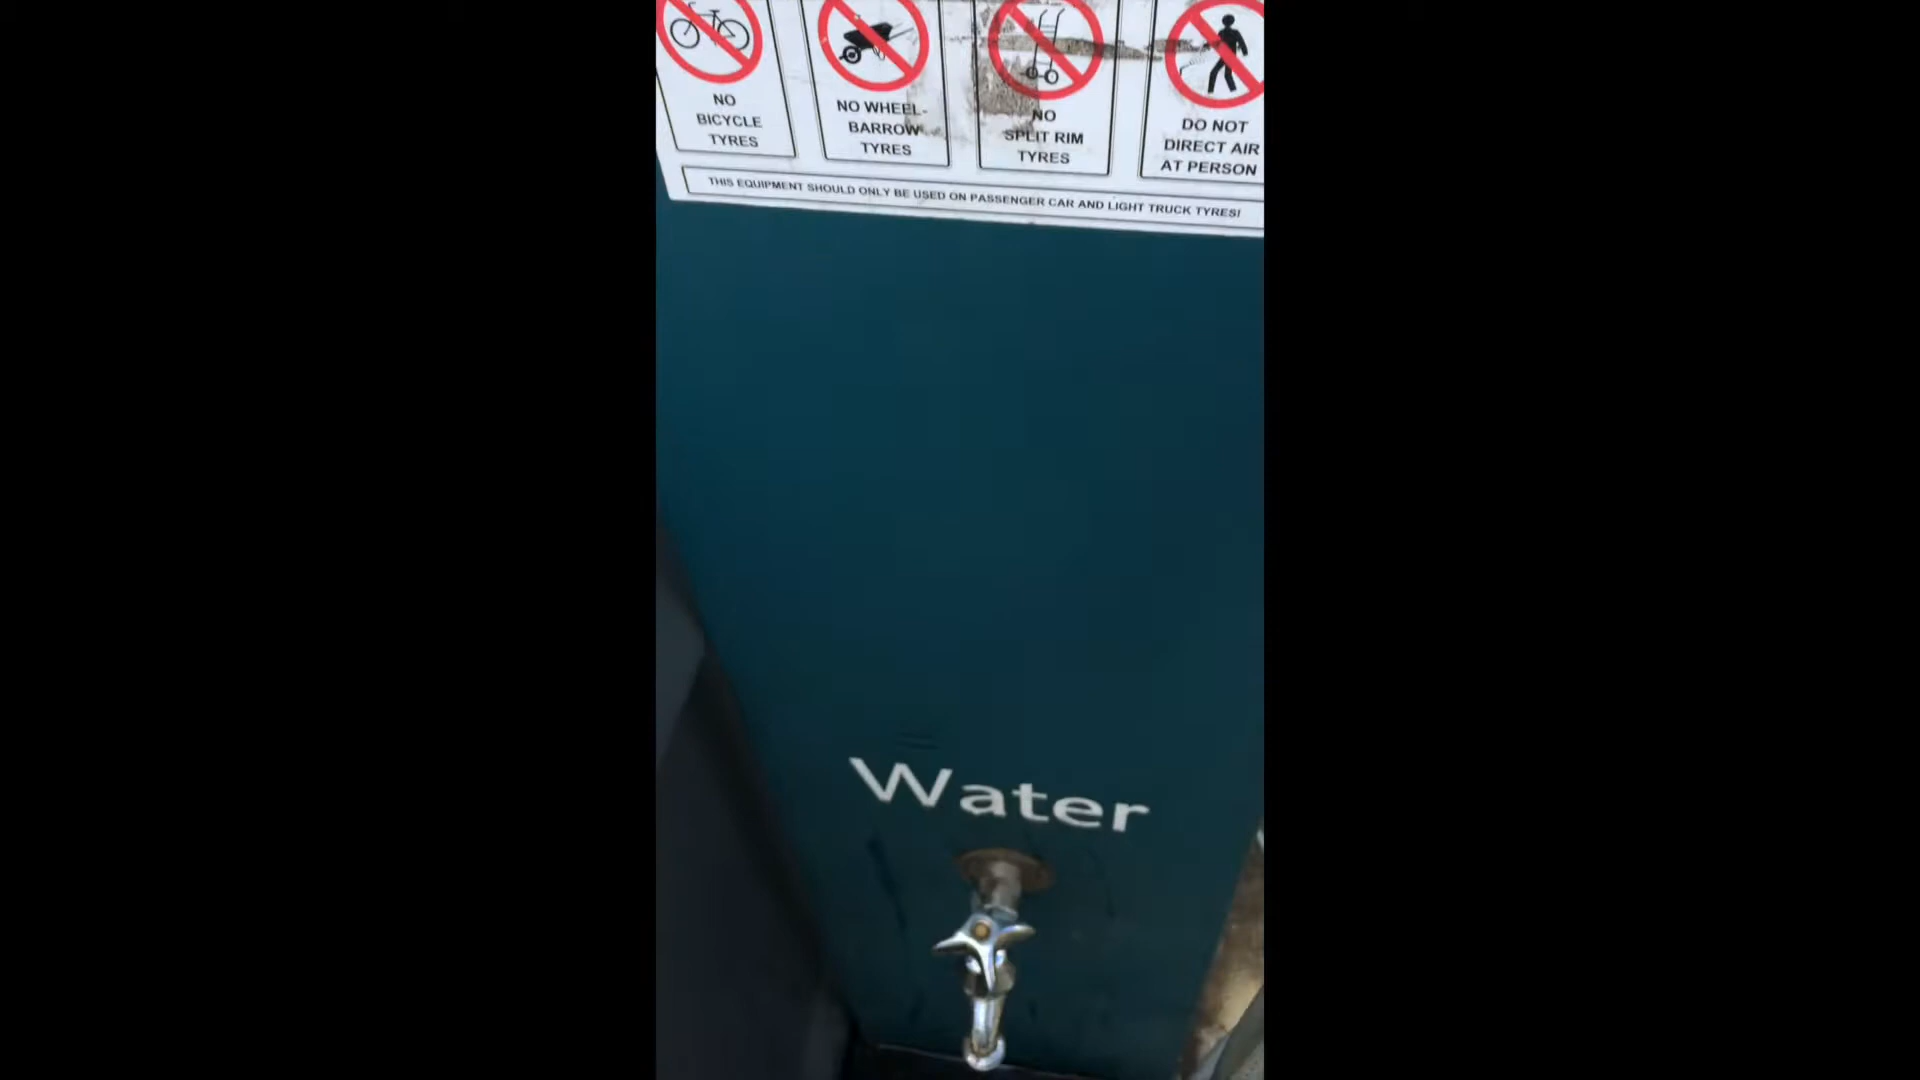 NO
BICYCLE
TYRES
NO WHEEL-
BARROW
TYRES
NO
SPLIT RIM
TYRES
DO NOT
DIRECT AIR
AT PERSON
THIS EQUIPMENT SHOULD ONLY BE USED ON PASSENGER CAR AND LIGHT TRUCK TYRES!
Water